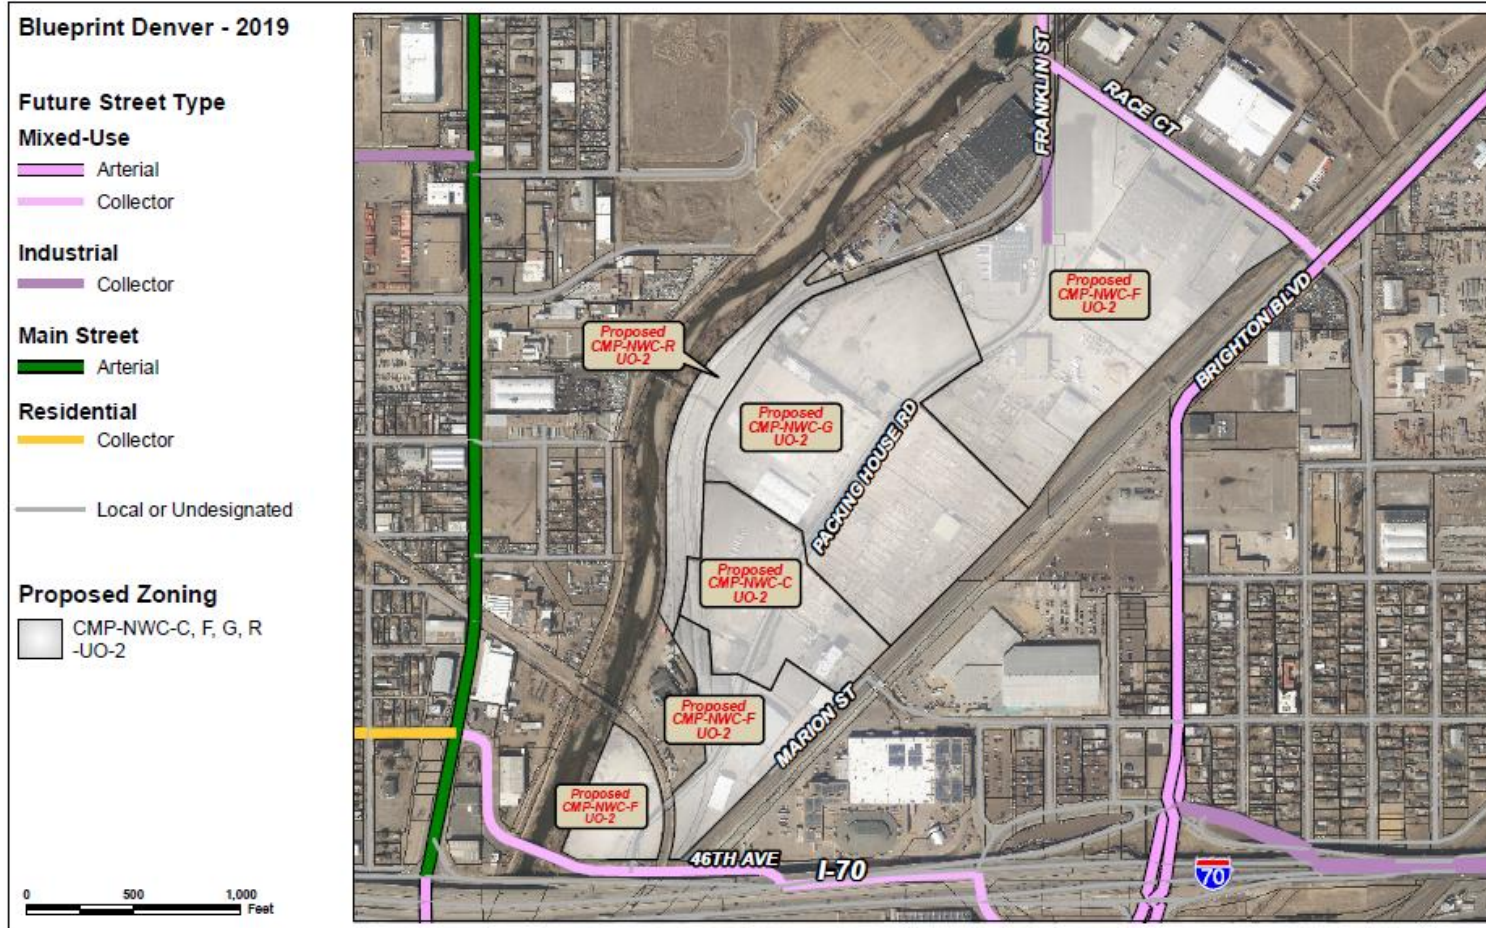 Blueprint Denver - 2019
Future Street Type
Mixed-Use
Arterial
Collector
Industrial
Collector
Main Street
Arterial
Residential
Collector
Local or Undesignated
Proposed Zoning
CMP-NWC-C, F, G, R
-UO-2
0 500 1,000
Feet
FRANKLIN ST
RACE CT
Proposed
CMP-NWC-F
UO-2
BRIGHTON BLVD
Proposed
CMP-NWC-R
UO-2
Proposed
CMP-NWC-G
UO-2
PACKING HOUSE RD
Proposed
CMP-NWC-C
UO-2
Proposed
CMP-NWC-F
UO-2
MARION ST
Proposed
CMP-NWC-F
UO-2
46TH AVE
I-70
70